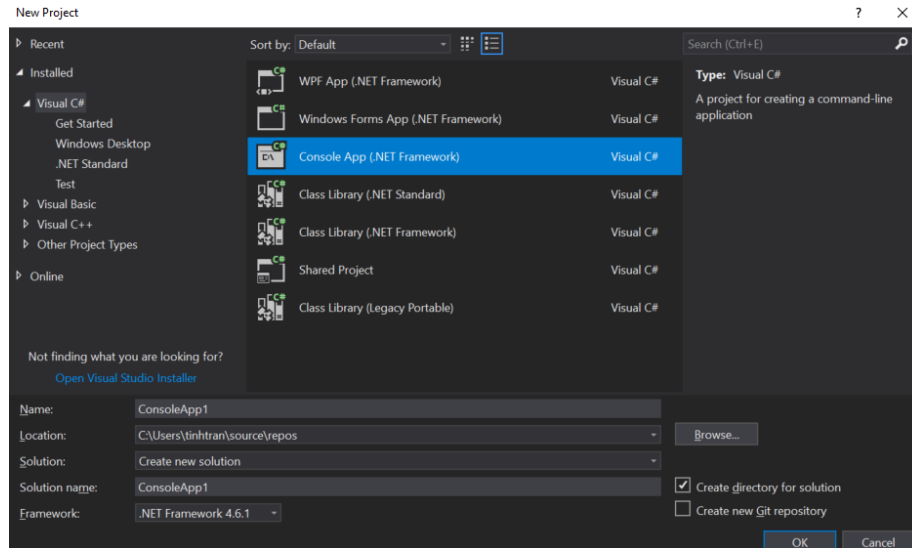 New Project
? ×
Recent
Sort by: Default
Search (Ctrl+E)
Installed
Visual C#
Get Started
Windows Desktop
.NET Standard
Test
Visual Basic
Visual C++
Other Project Types
Online
Not finding what you are looking for?
Open Visual Studio Installer
WPF App (.NET Framework) Visual C#
Windows Forms App (.NET Framework) Visual C#
Console App (.NET Framework) Visual C#
Class Library (.NET Standard) Visual C#
Class Library (.NET Framework) Visual C#
Shared Project Visual C#
Class Library (Legacy Portable) Visual C#
Type: Visual C#
A project for creating a command-line
application
Name: ConsoleApp1
Location: C:\Users\tinhtran\source\repos Browse...
Solution: Create new solution
Solution name: ConsoleApp1 Create directory for solution
Framework: .NET Framework 4.6.1 Create new Git repository
OK Cancel